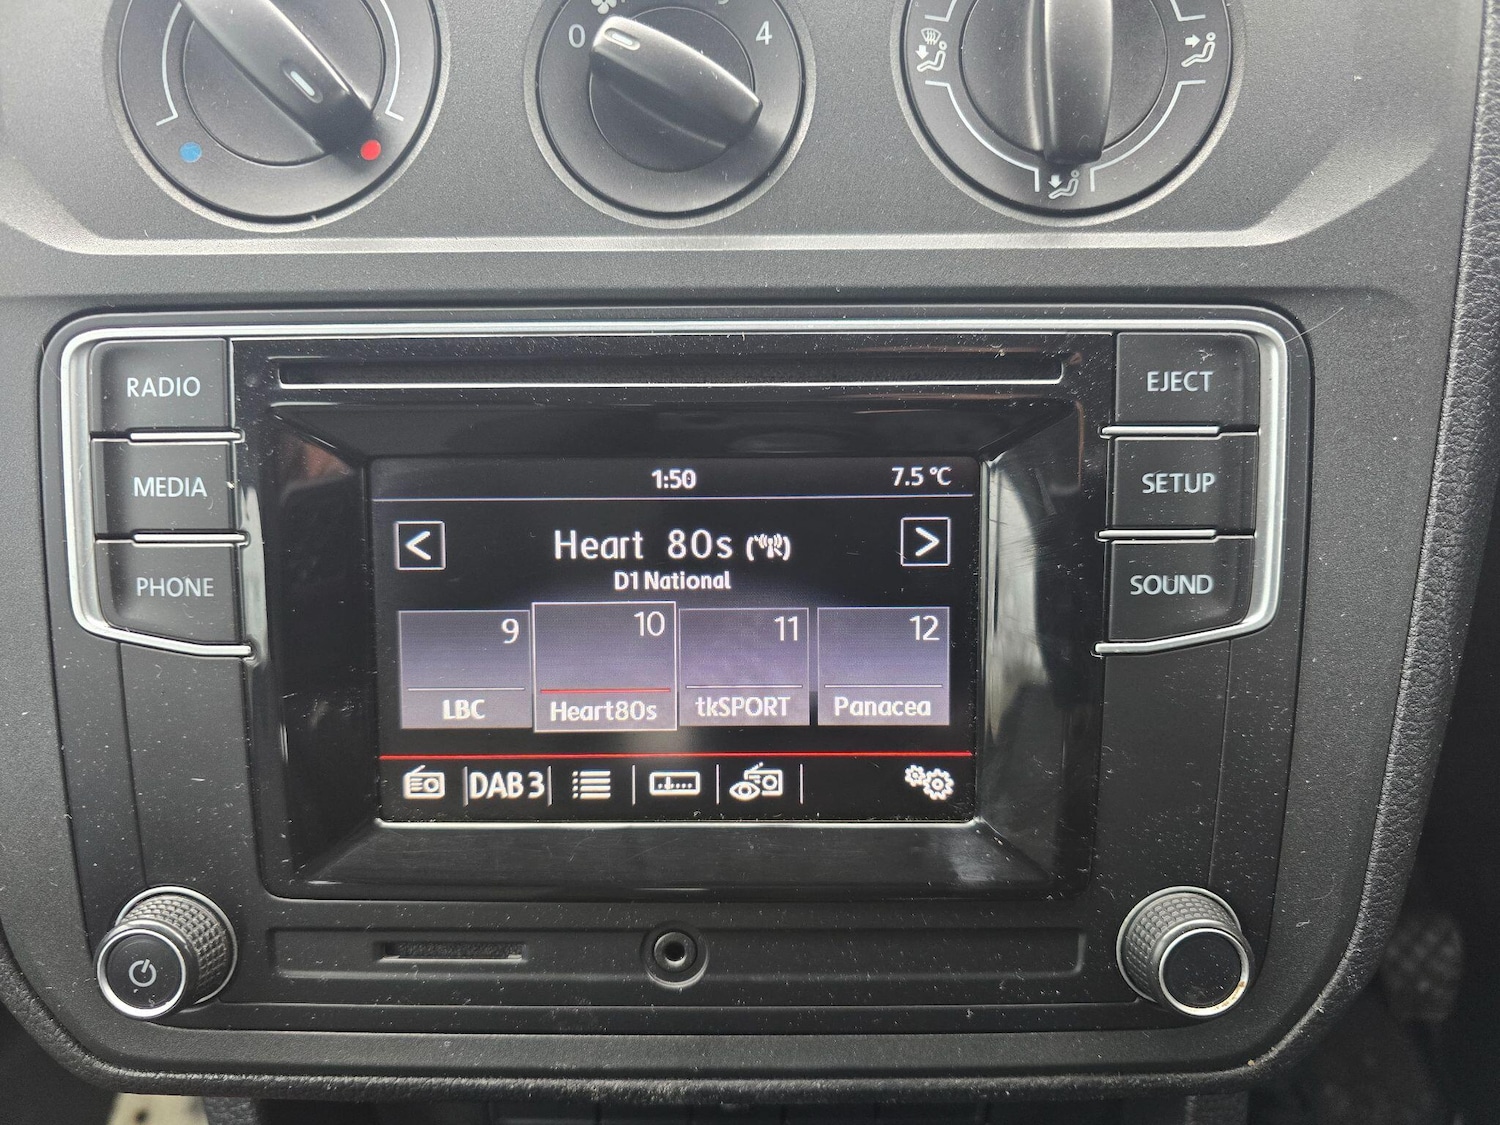 0 4
RADIO
MEDIA
PHONE
EJECT
SETUP
SOUND
1:50 7.5 °C
< Heart 80s >
D1 National
9 10 11 12
LBC Heart80s tkSPORT Panacea
DAB 3